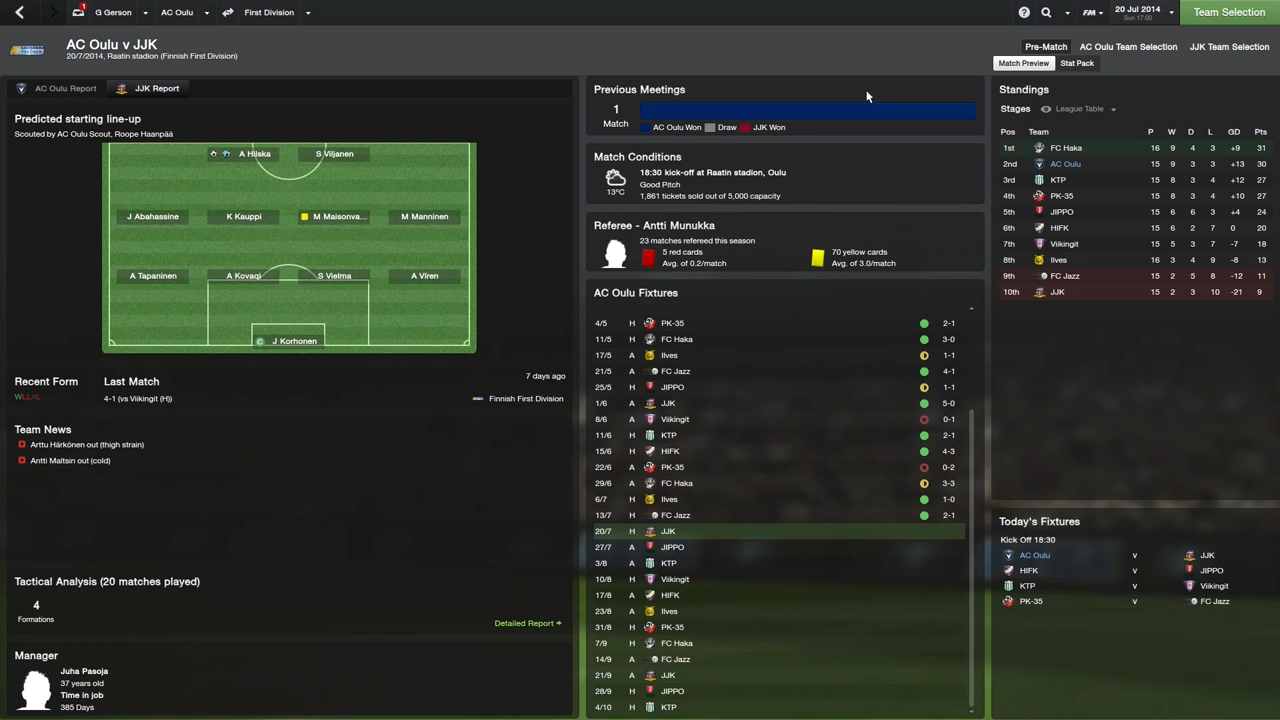 1
G Gerson
AC Oulu
First Division
FM
20 Jul 2014
Sun 17:00
Team Selection
AC Oulu v JJK
20/7/2014, Raatin stadion (Finnish First Division)
Pre-Match
AC Oulu Team Selection
JJK Team Selection
Match Preview
Stat Pack
AC Oulu Report
JJK Report
Predicted starting line-up
Scouted by AC Oulu Scout, Roope Haanpää
A Hilska
S Viljanen
J Abahassine
K Kauppi
M Maisonva...
M Manninen
A Tapaninen
A Kovaqi
S Vielma
A Víren
C
J Korhonen
Recent Form
Last Match
7 days ago
4-1 (vs Viikingit (H))
Finnish First Division
Team News
Arttu Härkönen out (thigh strain)
Antti Maltsin out (cold)
Tactical Analysis (20 matches played)
4
Formations
Detailed Report
Manager
Juha Pasoja
37 years old
Time in job
385 Days
Previous Meetings
1
Match
AC Oulu Won
Draw
JJK Won
Match Conditions
13°C
18:30 kick-off at Raatin stadion, Oulu
Good Pitch
1,861 tickets sold out of 5,000 capacity
Referee - Antti Munukka
23 matches refereed this season
5 red cards
Avg. of 0.2/match
70 yellow cards
Avg. of 3.0/match
AC Oulu Fixtures
4/5 H PK-35 2-1
11/5 H FC Haka 3-0
17/5 A Ilves 1-1
21/5 A FC Jazz 4-1
25/5 H JIPPO 1-1
1/6 A JJK 5-0
8/6 A Viikingit 0-1
11/6 H KTP 2-1
15/6 H HIFK 4-3
22/6 A PK-35 0-2
29/6 A FC Haka 3-3
6/7 H Ilves 1-0
13/7 H FC Jazz 2-1
20/7 H JJK
27/7 A JIPPO
3/8 A KTP
10/8 H Viikingit
17/8 A HIFK
23/8 A Ilves
31/8 H PK-35
7/9 H FC Haka
14/9 A FC Jazz
21/9 A JJK
28/9 H JIPPO
4/10 H KTP
Standings
Stages League Table
Pos Team P W D L GD Pts
1st FC Haka 16 9 4 3 +9 31
2nd AC Oulu 15 9 3 3 +13 30
3rd KTP 15 8 3 4 +12 27
4th PK-35 15 8 3 4 +10 27
5th JIPPO 15 6 6 3 +4 24
6th HIFK 15 6 2 7 0 20
7th Viikingit 15 5 3 7 -7 18
8th Ilves 16 3 4 9 -8 13
9th FC Jazz 15 2 5 8 -12 11
10th JJK 15 2 3 10 -21 9
Today's Fixtures
Kick Off 18:30
AC Oulu v JJK
HIFK v JIPPO
KTP v Viikingit
PK-35 v FC Jazz